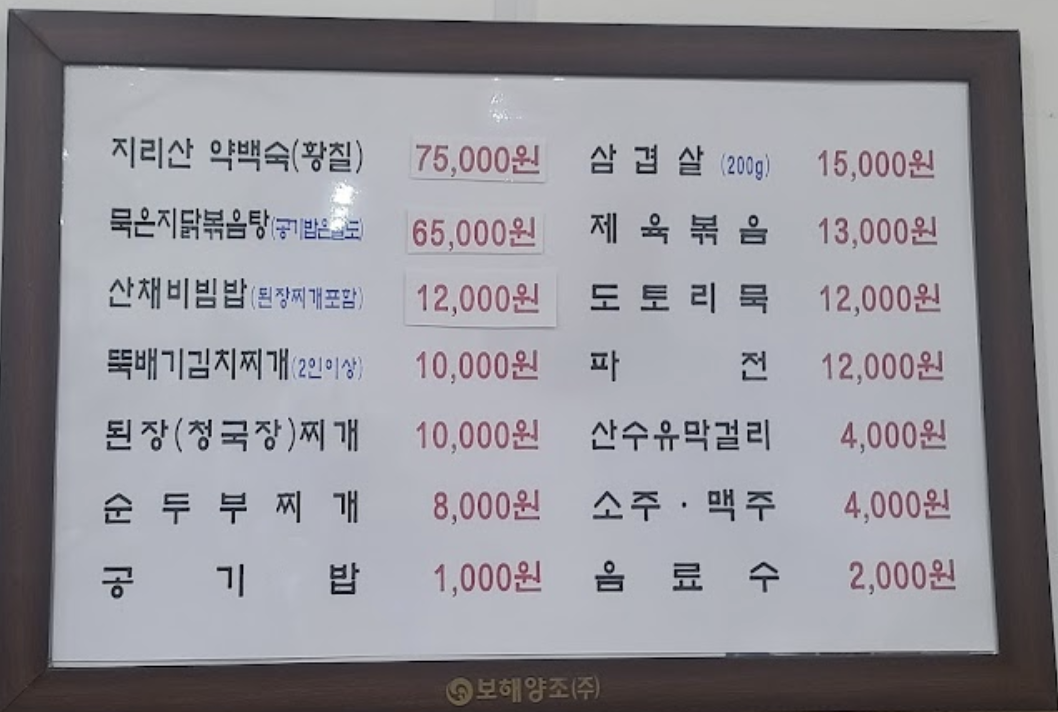 지리산 약백숙(황칠) 75,000원
묵은지닭볶음탕(공기밥은별도) 65,000원
산채비빔밥(된장찌개포함) 12,000원
뚝배기김치찌개(2인이상) 10,000원
된장(청국장)찌개 10,000원
순두부찌개 8,000원
공기밥 1,000원
삼겹살 (200g) 15,000원
제육볶음 13,000원
도토리묵 12,000원
파전 12,000원
산수유막걸리 4,000원
소주·맥주 4,000원
음료수 2,000원
보해양조(주)